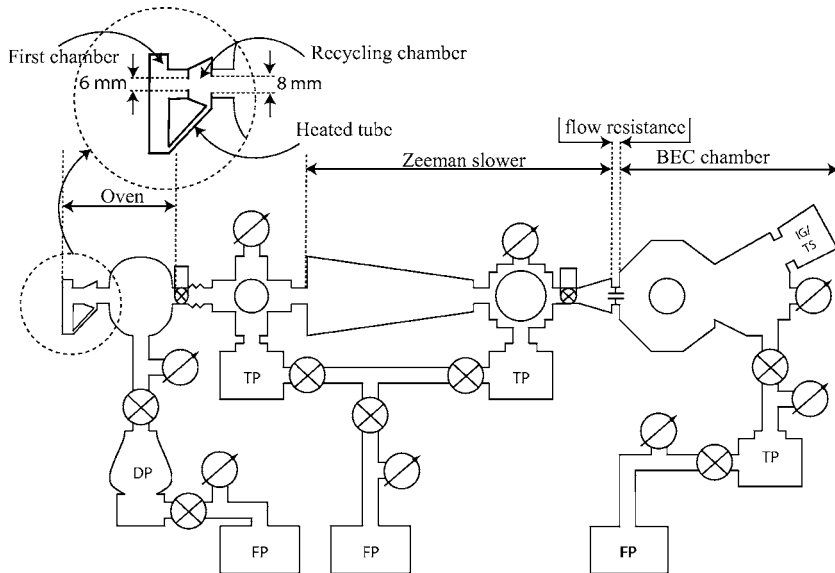 First chamber
Recycling chamber
6 mm
8 mm
Heated tube
flow resistance
Zeeman slower
BEC chamber
Oven
IG/
TS
TP
TP
DP
TP
FP
FP
FP